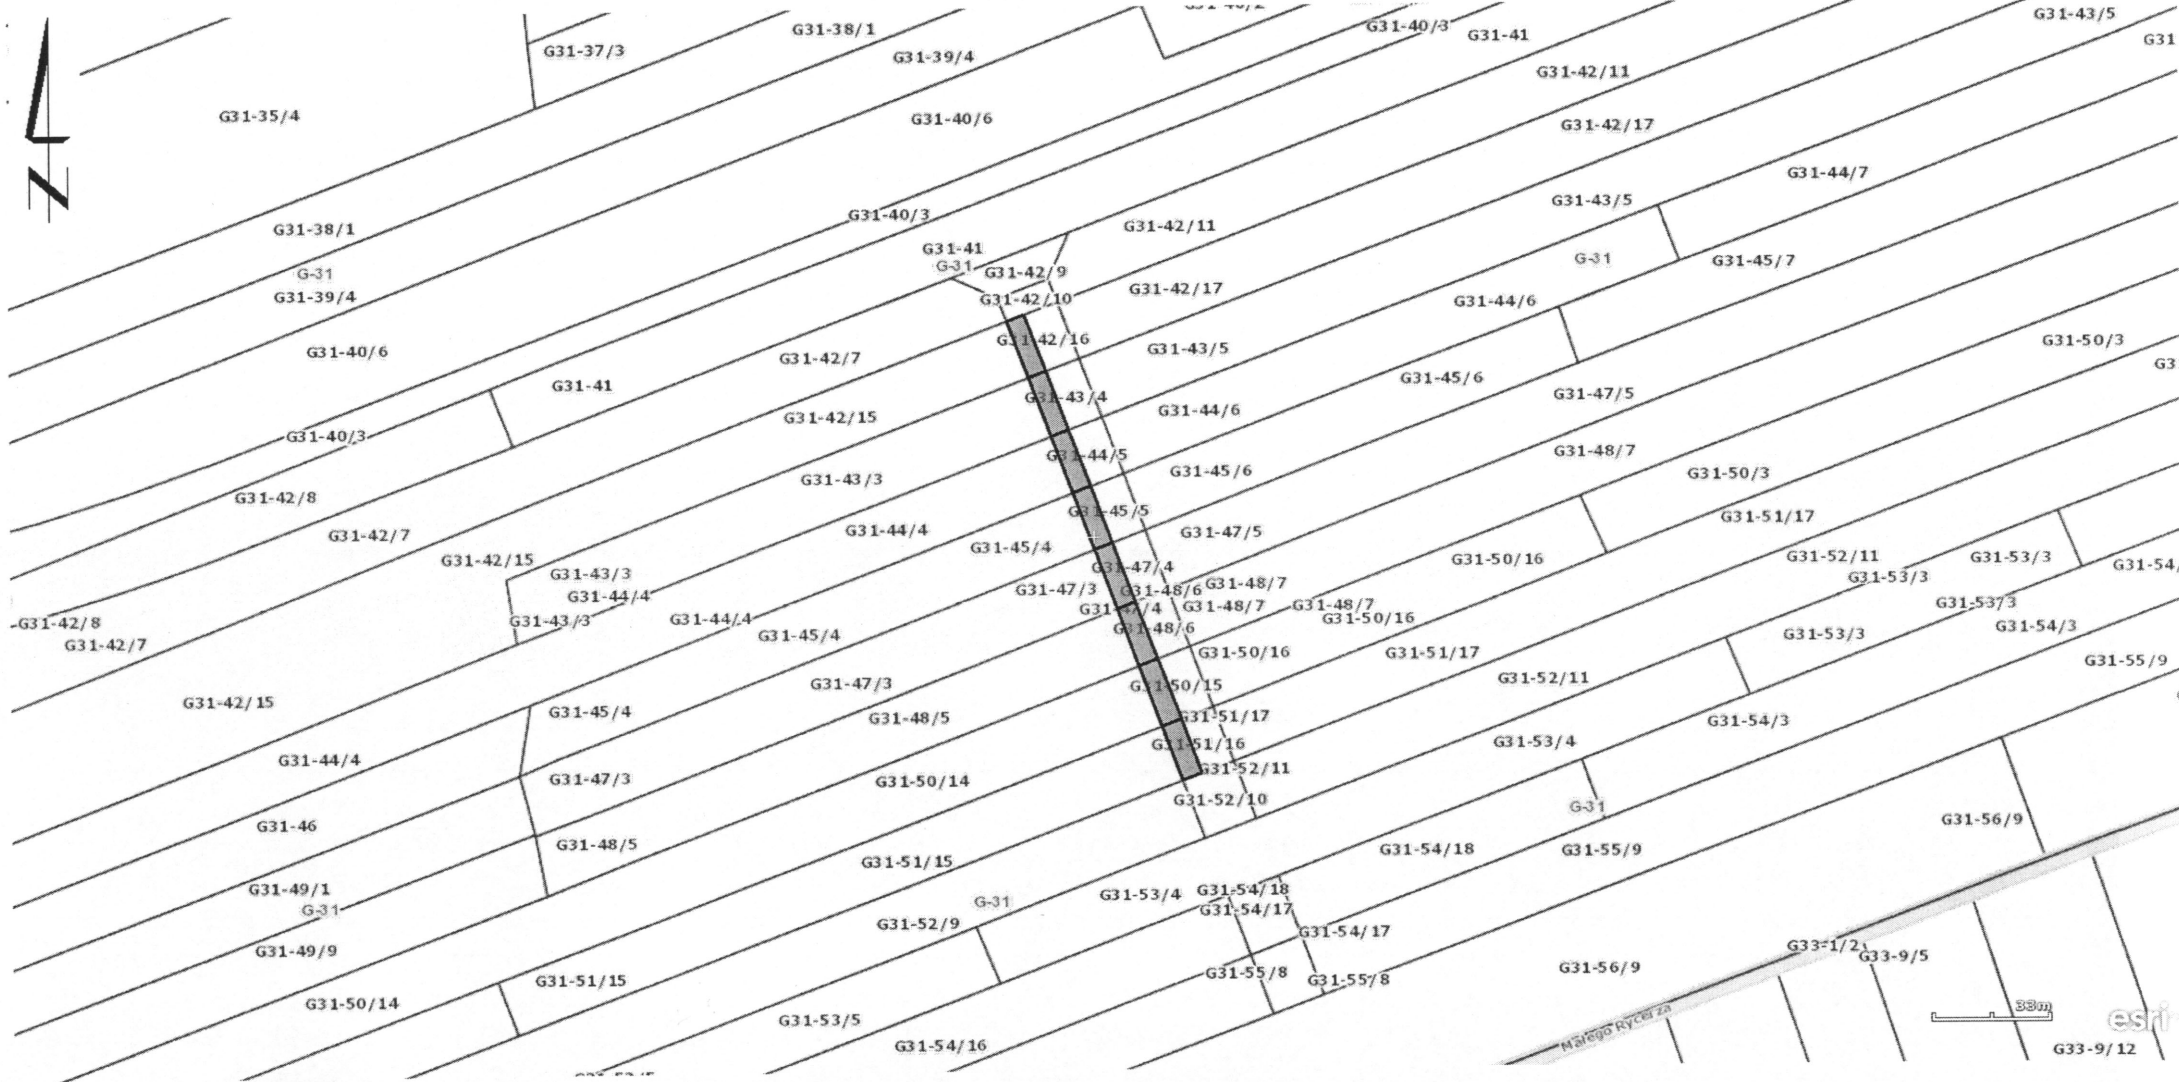 G31-38/1
G31-43/5
G31-40/3
G31-41
G31
G31-37/3
G31-39/4
G31-42/11
G31-35/4
G31-40/6
G31-42/17
G31-44/7
G31-43/5
G31-40/3
G31-42/11
G31-38/1
G31-41
G-31
G31-45/7
G-31
G-31
G31-42/9
G31-42/17
G31-39/4
G31-42/10
G31-44/6
N
G31-42/16
G31-50/3
G31-43/5
G31-40/6
G31-42/7
G31-45/6
G31-41
G31-47/5
G31-43/4
G31-44/6
G31-42/15
G31-40/3
G31-44/5
G31-48/7
G31-45/6
G31-50/3
G31-43/3
G31-42/8
G31-45/5
G31-51/17
G31-44/4
G31-47/5
G31-42/7
G31-45/4
G31-52/11
G31-53/3
G31-50/16
G31-42/15
G31-54/
G31-47/4
G31-43/3
G31-53/3
G31-48/7
G31-47/3
G31-48/6
G31-44/4
G31-53/3
G31-48/7
G31-48/7
G31-47/4
G31-50/16
G31-42/8
G31-43/3
G31-44/4
G31-48/6
G31-54/3
G31-45/4
G31-53/3
G31-42/7
G31-50/16
G31-51/17
G31-55/9
G31-47/3
G31-50/15
G31-52/11
G31-42/15
G31-45/4
G31-48/5
G31-51/17
G31-54/3
G31-51/16
G31-53/4
G31-44/4
G31-52/11
G31-47/3
G31-50/14
G31-52/10
G-31
G31-46
G31-56/9
G31-48/5
G31-51/15
G31-54/18
G31-55/9
G31-49/1
G31-54/18
G31-53/4
G-31
G-31
G31-54/17
G31-52/9
G31-54/17
G31-49/9
G33-1/2
G33-9/5
G31-56/9
G31-55/8
G31-55/8
G31-51/15
G31-50/14
33m
G31-53/5
esri
Małego Rycerza
G31-54/16
G33-9/12